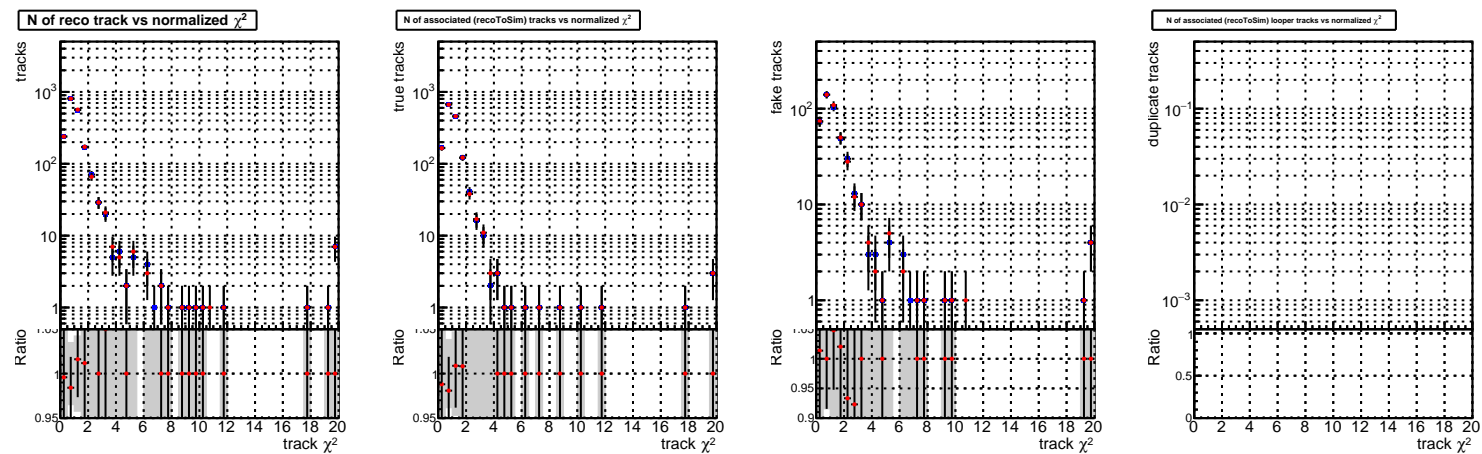 N of reco track vs normalized χ²
tracks
10³
10²
10
1
Ratio
1
0.95
0 2 4 6 8 10 12 14 16 18 20
track χ²
N of associated (recoToSim) tracks vs normalized χ²
true tracks
10³
10²
10
1
Ratio
1
0.95
0 2 4 6 8 10 12 14 16 18 20
track χ²
fake tracks
10²
10
1
Ratio
1
0.95
0.9
0 2 4 6 8 10 12 14 16 18 20
track χ²
N of associated (recoToSim) looper tracks vs normalized χ²
duplicate tracks
10⁻¹
10⁻²
10⁻³
Ratio
1
0.5
0
0 2 4 6 8 10 12 14 16 18 20
track χ²